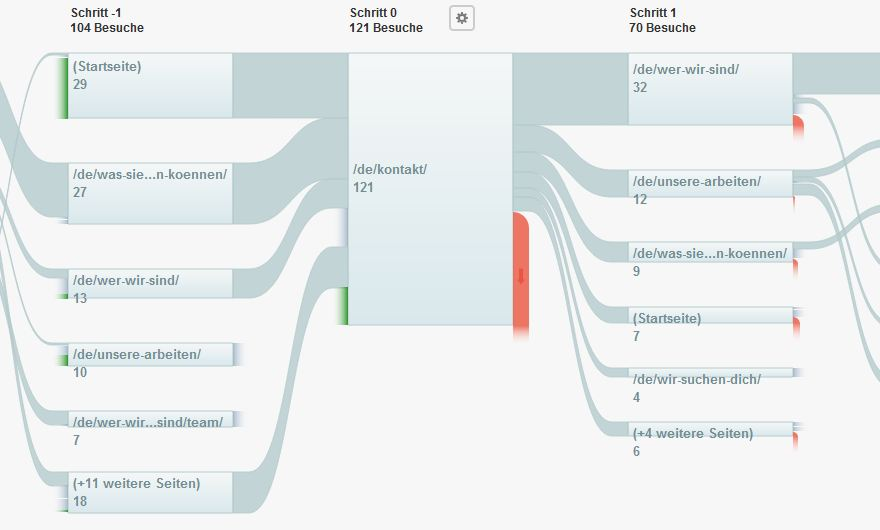 Schritt -1
104 Besuche
(Startseite)
29
/de/was-sie...n-koennen/
27
/de/wer-wir-sind/
13
/de/unsere-arbeiten/
10
/de/wer-wir...sind/team/
7
(+11 weitere Seiten)
18
Schritt 0
121 Besuche
/de/kontakt/
121
Schritt 1
70 Besuche
/de/wer-wir-sind/
32
/de/unsere-arbeiten/
12
/de/was-sie...n-koennen/
9
(Startseite)
7
/de/wir-suchen-dich/
4
(+4 weitere Seiten)
6